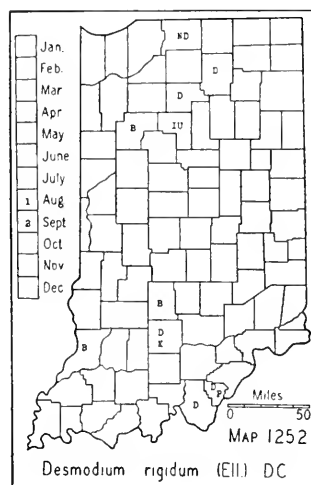 Jan.
Feb.
Mar
Apr
May
June
July
1 Aug
2 Sept
Oct
Nov
Dec
ND
D
D
B IU
B
D
K
B
D
P
D
Miles
0 50
MAP 1252
Desmodium rigidum (Ell.) DC